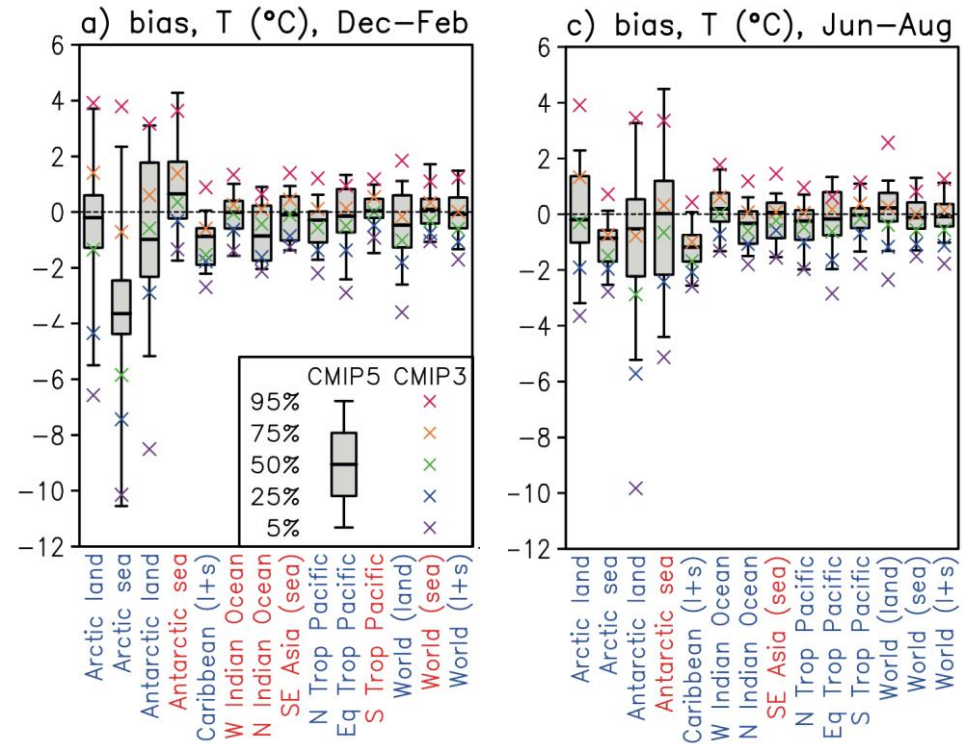 a) bias, T (°C), Dec–Feb
6
4
2
0
−2
−4
−6
−8
−10
−12
CMIP5 CMIP3
95%
75%
50%
25%
5%
Arctic land
Arctic sea
Antarctic land
Antarctic sea
Caribbean (l+s)
W Indian Ocean
N Indian Ocean
SE Asia (sea)
N Trop Pacific
Eq Trop Pacific
S Trop Pacific
World (land)
World (sea)
World (l+s)
c) bias, T (°C), Jun–Aug
6
4
2
0
−2
−4
−6
−8
−10
−12
Arctic land
Arctic sea
Antarctic land
Antarctic sea
Caribbean (l+s)
W Indian Ocean
N Indian Ocean
SE Asia (sea)
N Trop Pacific
Eq Trop Pacific
S Trop Pacific
World (land)
World (sea)
World (l+s)